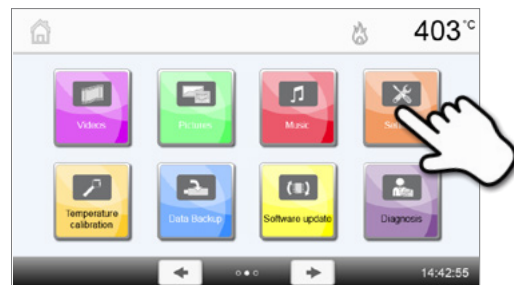 403°C
Videos
Pictures
Music
Temperature
calibration
Data Backup
Software update
Diagnosis
14:42:55